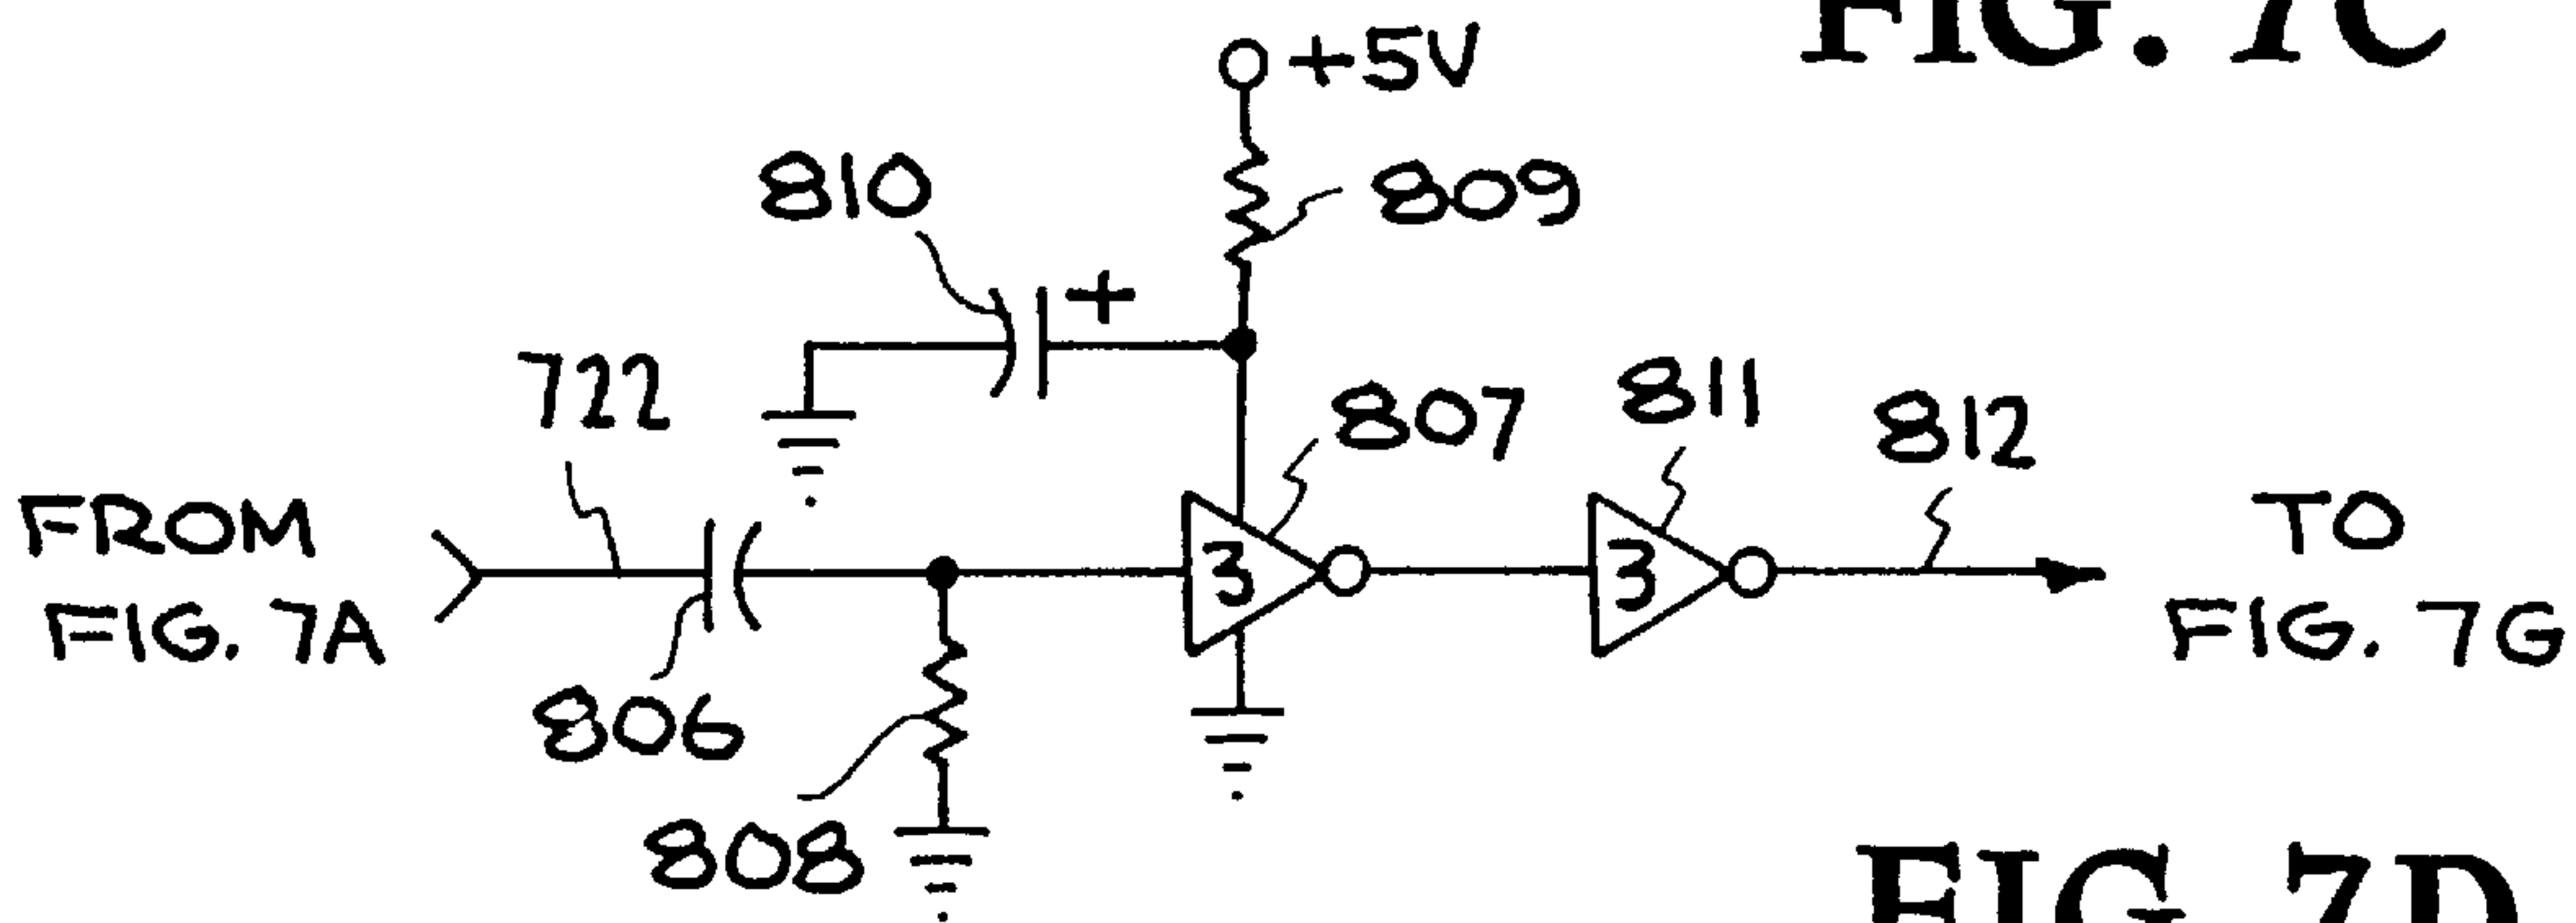 FIG. 7C
+5V
810
809
722
807
811
812
FROM
FIG. 7A
3
3
TO
FIG. 7G
806
808
+
FIG. 7D